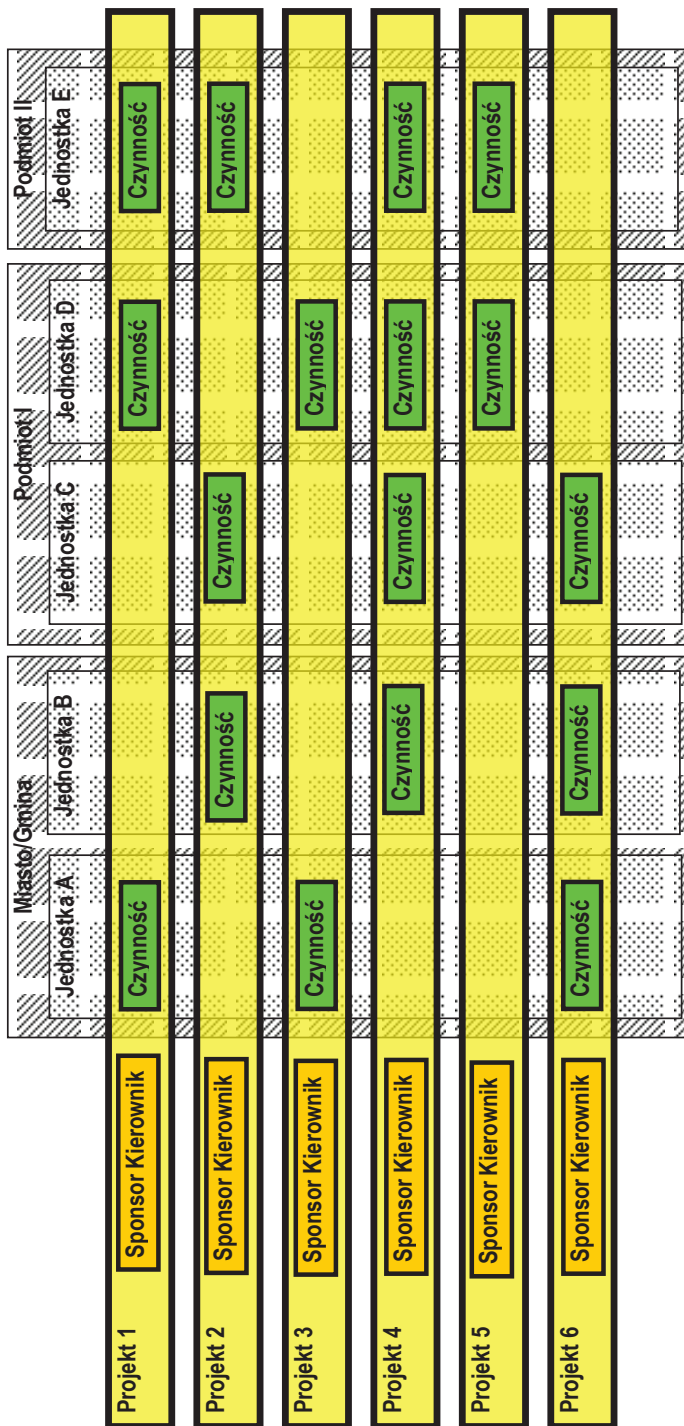 Miasto/Gmina
Podmiot I
Podmiot II
Jednostka A
Jednostka B
Jednostka C
Jednostka D
Jednostka E
Projekt 1
Sponsor Kierownik
Czynność
Czynność
Czynność
Projekt 2
Sponsor Kierownik
Czynność
Czynność
Czynność
Projekt 3
Sponsor Kierownik
Czynność
Czynność
Projekt 4
Sponsor Kierownik
Czynność
Czynność
Czynność
Czynność
Projekt 5
Sponsor Kierownik
Czynność
Czynność
Projekt 6
Sponsor Kierownik
Czynność
Czynność
Czynność